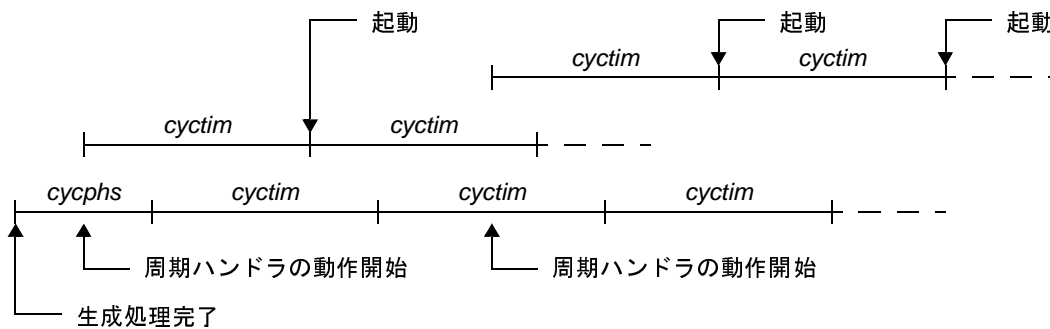 起動
起動
起動
cyctim
cyctim
cyctim
cyctim
cycphs
cyctim
cyctim
cyctim
周期ハンドラの動作開始
周期ハンドラの動作開始
生成処理完了